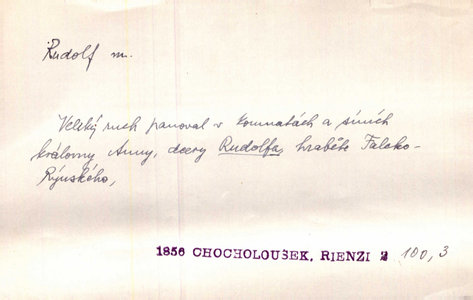 Rudolf m.
Veliký ruch panoval v komnatách a síních
královny Anny, dcery Rudolfa, hraběte Falcko-
Rýnského,
1856 CHOCHOLOUŠEK, RIENZI 2 100,3